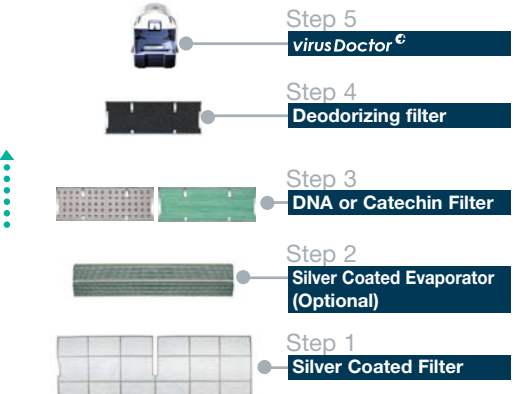 Step 5
virus Doctor
Step 4
Deodorizing filter
Step 3
DNA or Catechin Filter
Step 2
Silver Coated Evaporator
(Optional)
Step 1
Silver Coated Filter